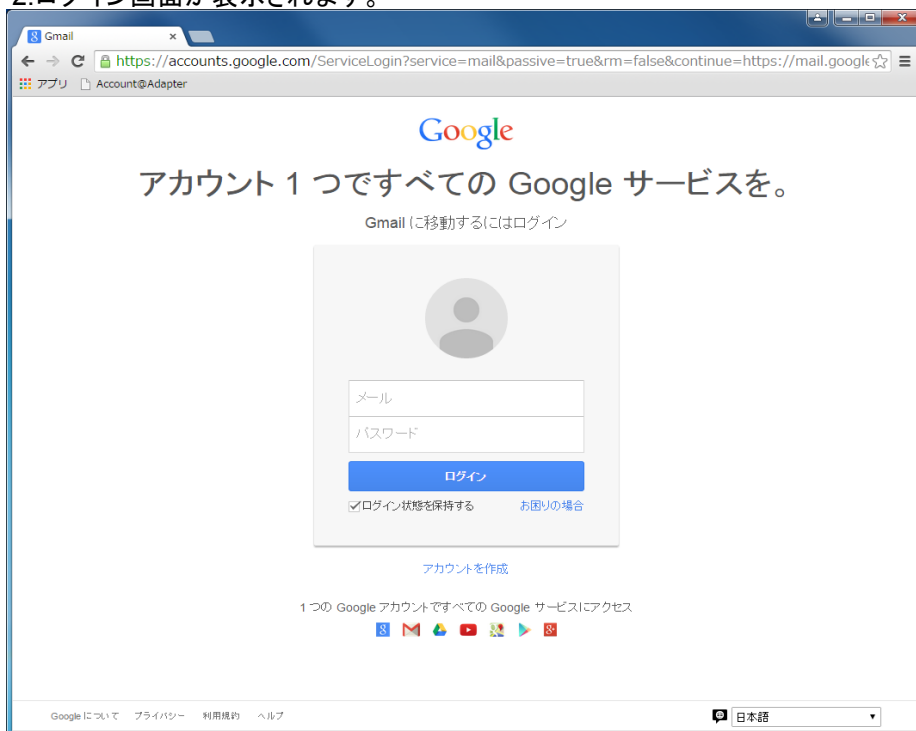 2.ログイン画面が表示されます。
Gmail
https://accounts.google.com/ServiceLogin?service=mail&passive=true&rm=false&continue=https://mail.google
アプリ Account@Adapter
Google
アカウント 1 つですべての Google サービスを。
Gmail に移動するにはログイン
メール
パスワード
ログイン
ログイン状態を保持する お困りの場合
アカウントを作成
1 つの Google アカウントですべての Google サービスにアクセス
Google について プライバシー 利用規約 ヘルプ 日本語